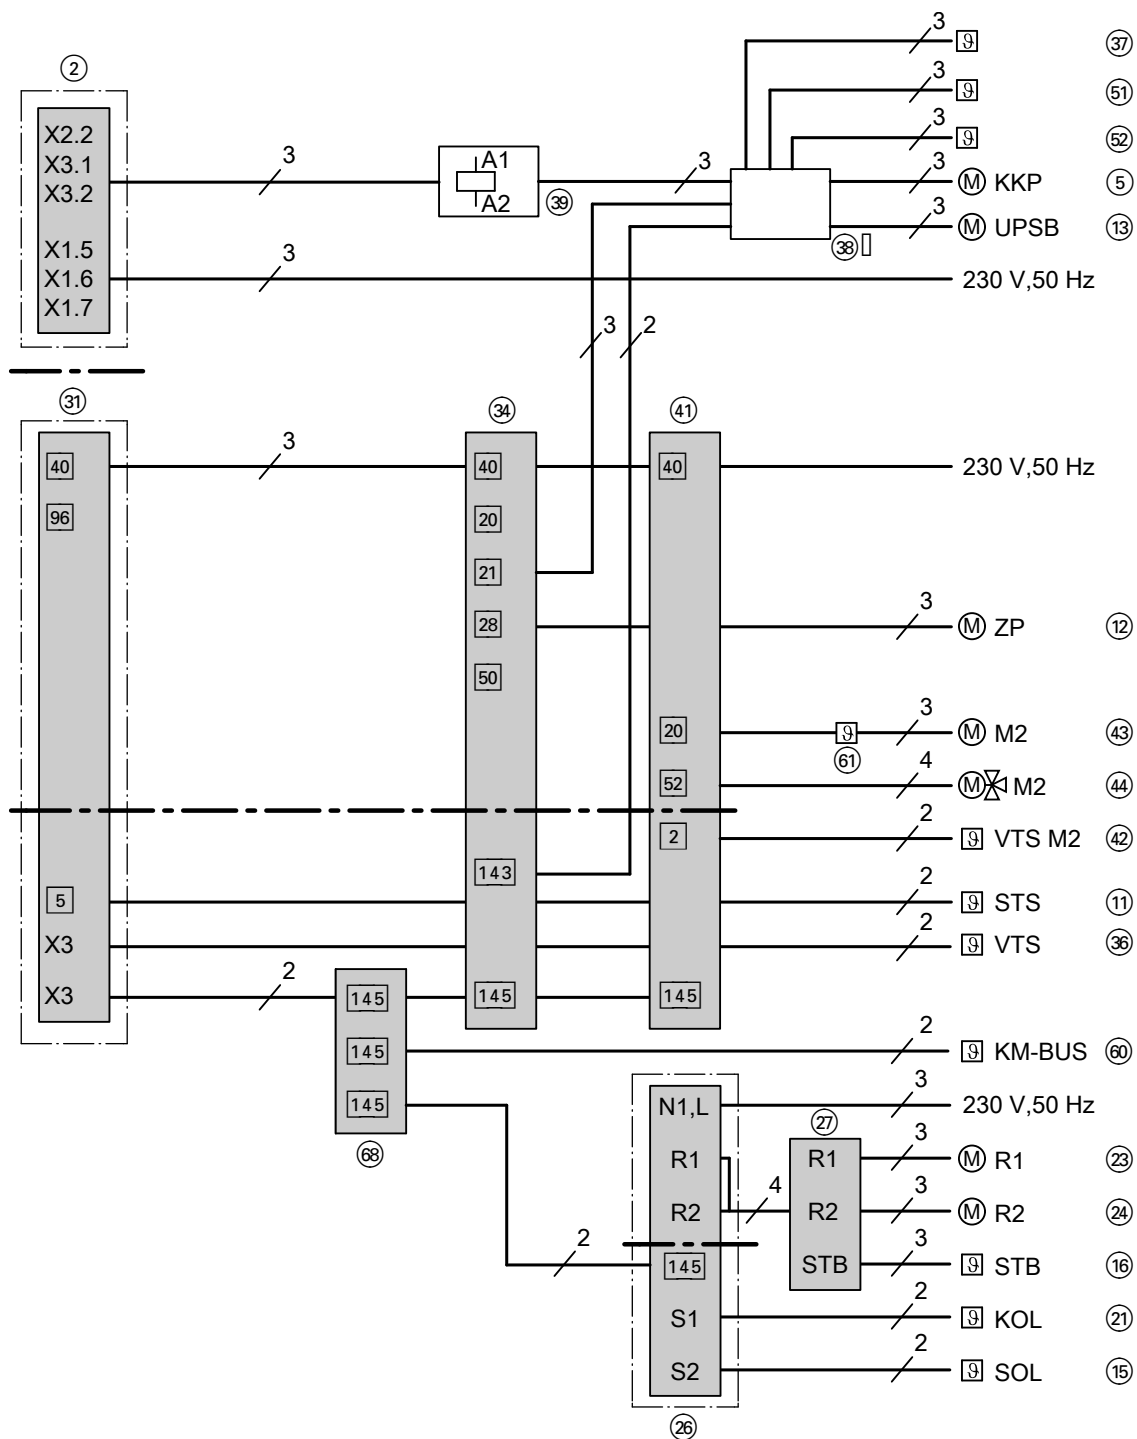 3 ϑ 37
2
3 ϑ 51
X2.2
3 ϑ 52
X3.1 3 A1 3 3 M KKP 5
X3.2 A2 39
3 M UPSB 13
38
X1.5
X1.6 3 230 V,50 Hz
X1.7
3 2
31 34 41
40 3 40 40 230 V,50 Hz
96 20
21
28 3 M ZP 12
50
20 ϑ 3 M M2 43
61
52 4 M M2 44
2 2 ϑ VTS M2 42
143
5 2 ϑ STS 11
X3 2 ϑ VTS 36
X3 2 145 145 145
145 2 ϑ KM-BUS 60
145 N1,L 3 230 V,50 Hz
68 27
R1 R1 3 M R1 23
R2 4 R2 3 M R2 24
2 145 STB 3 ϑ STB 16
S1 2 ϑ KOL 21
S2 2 ϑ SOL 15
26